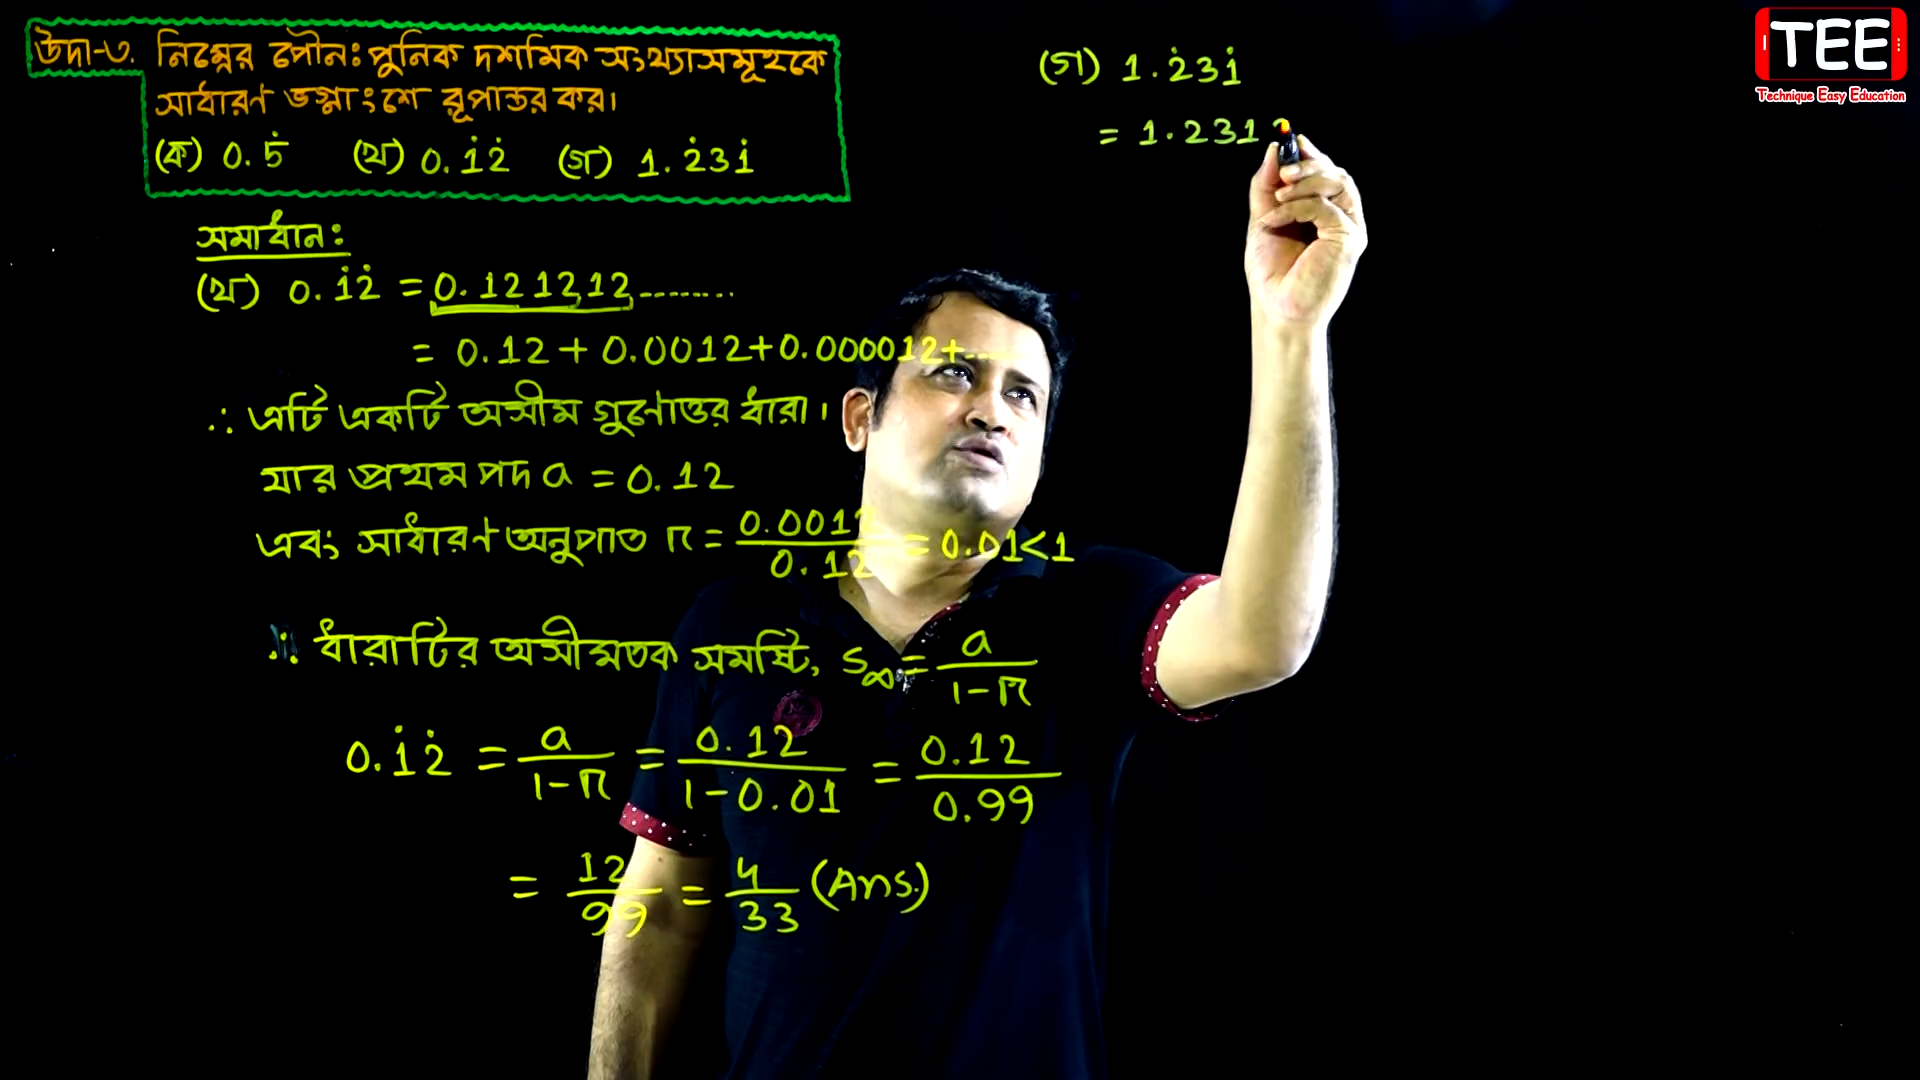 উদা-৩. নিম্নের পৌনঃপুনিক দশমিক সংখ্যাসমূহকে
সাধারণ ভগ্নাংশে রূপান্তর কর।
(ক) 0.5̇ (খ) 0.1̇2̇ (গ) 1.2̇31̇
সমাধান:
(খ) 0.1̇2̇ = 0.121212........
= 0.12 + 0.0012 + 0.000012 + ....
∴ এটি একটি অসীম গুণোত্তর ধারা।
যার প্রথম পদ a = 0.12
এবং সাধারণ অনুপাত r = 0.0012/0.12 = 0.01 < 1
∴ ধারাটির অসীমতক সমষ্টি, S∞ = a/1-r
0.1̇2̇ = a/1-r = 0.12/1-0.01 = 0.12/0.99
= 12/99 = 4/33 (Ans.)
(গ) 1.2̇31̇
= 1.231
TEE
Technique Easy Education